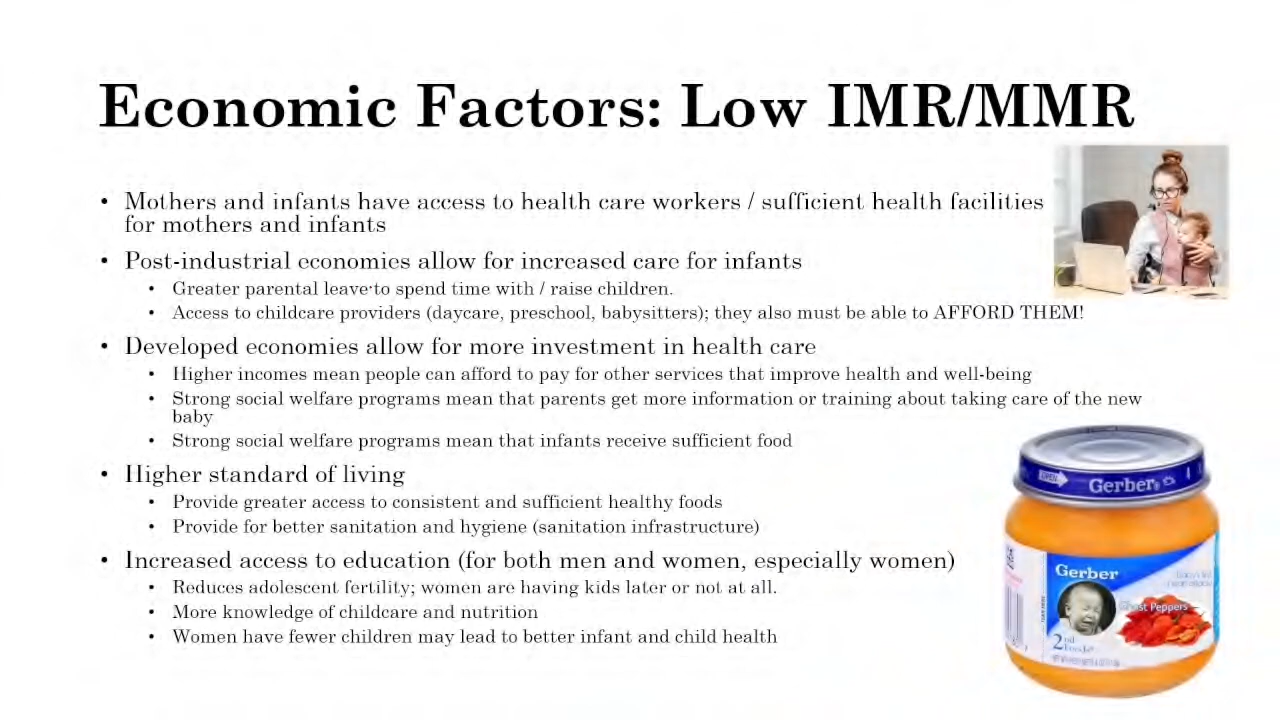 Economic Factors: Low IMR/MMR
• Mothers and infants have access to health care workers / sufficient health facilities
for mothers and infants
• Post-industrial economies allow for increased care for infants
• Greater parental leave to spend time with / raise children.
• Access to childcare providers (daycare, preschool, babysitters); they also must be able to AFFORD THEM!
• Developed economies allow for more investment in health care
• Higher incomes mean people can afford to pay for other services that improve health and well-being
• Strong social welfare programs mean that parents get more information or training about taking care of the new
baby
• Strong social welfare programs mean that infants receive sufficient food
• Higher standard of living
• Provide greater access to consistent and sufficient healthy foods
• Provide for better sanitation and hygiene (sanitation infrastructure)
• Increased access to education (for both men and women, especially women)
• Reduces adolescent fertility; women are having kids later or not at all.
• More knowledge of childcare and nutrition
• Women have fewer children may lead to better infant and child health
OPEN
Gerber
Gerber
Ghost Peppers
2nd
Foods